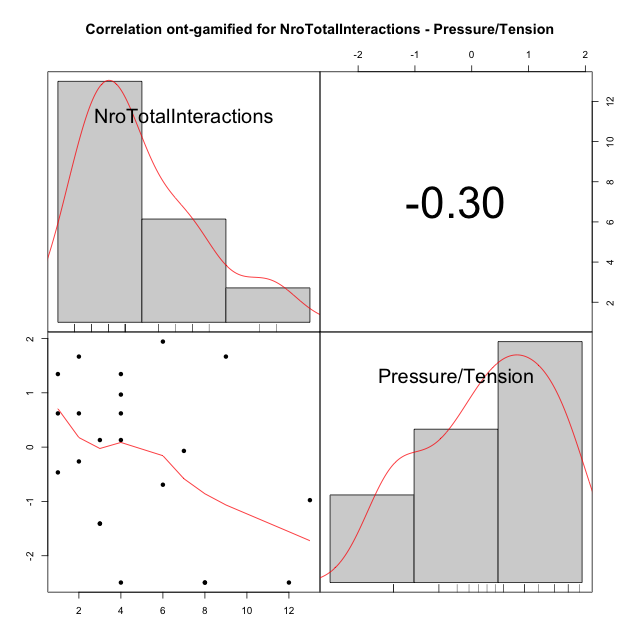 Correlation ont-gamified for NroTotalInteractions - Pressure/Tension
-2 -1 0 1 2
NroTotalInteractions
-0.30
12
10
8
6
4
2
Pressure/Tension
2
1
0
-1
-2
2 4 6 8 10 12